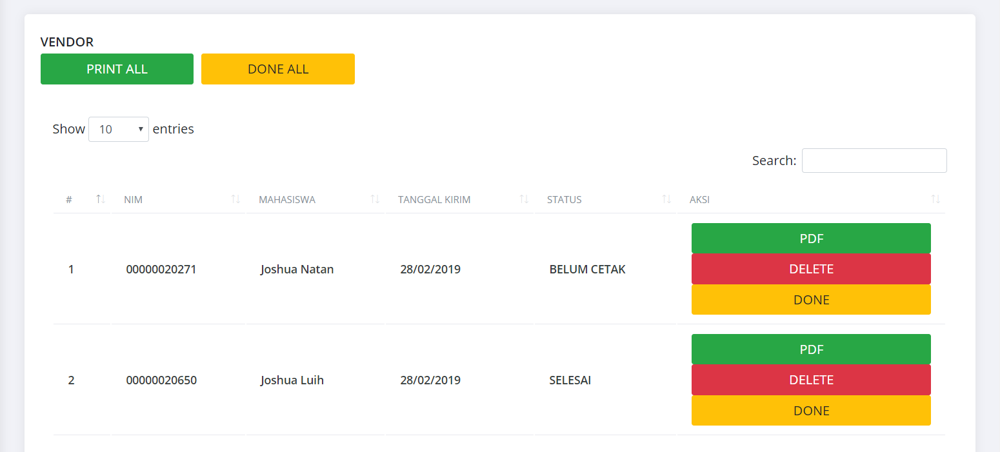 VENDOR
PRINT ALL DONE ALL
Show 10 entries
Search:
# NIM MAHASISWA TANGGAL KIRIM STATUS AKSI
PDF
1 00000020271 Joshua Natan 28/02/2019 BELUM CETAK DELETE
DONE
PDF
2 00000020650 Joshua Luih 28/02/2019 SELESAI DELETE
DONE